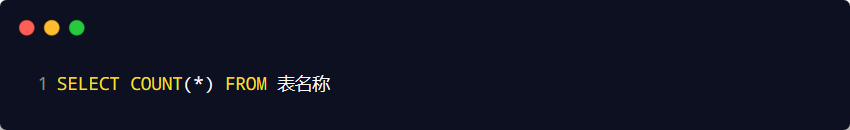 1 SELECT COUNT(*) FROM 表名称